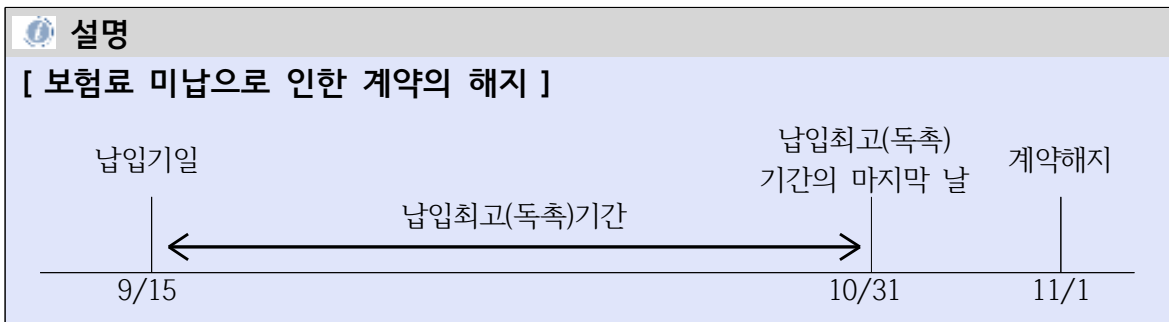 설명
[ 보험료 미납으로 인한 계약의 해지 ]
납입기일
납입최고(독촉)
기간의 마지막 날
계약해지
납입최고(독촉)기간
9/15
10/31
11/1